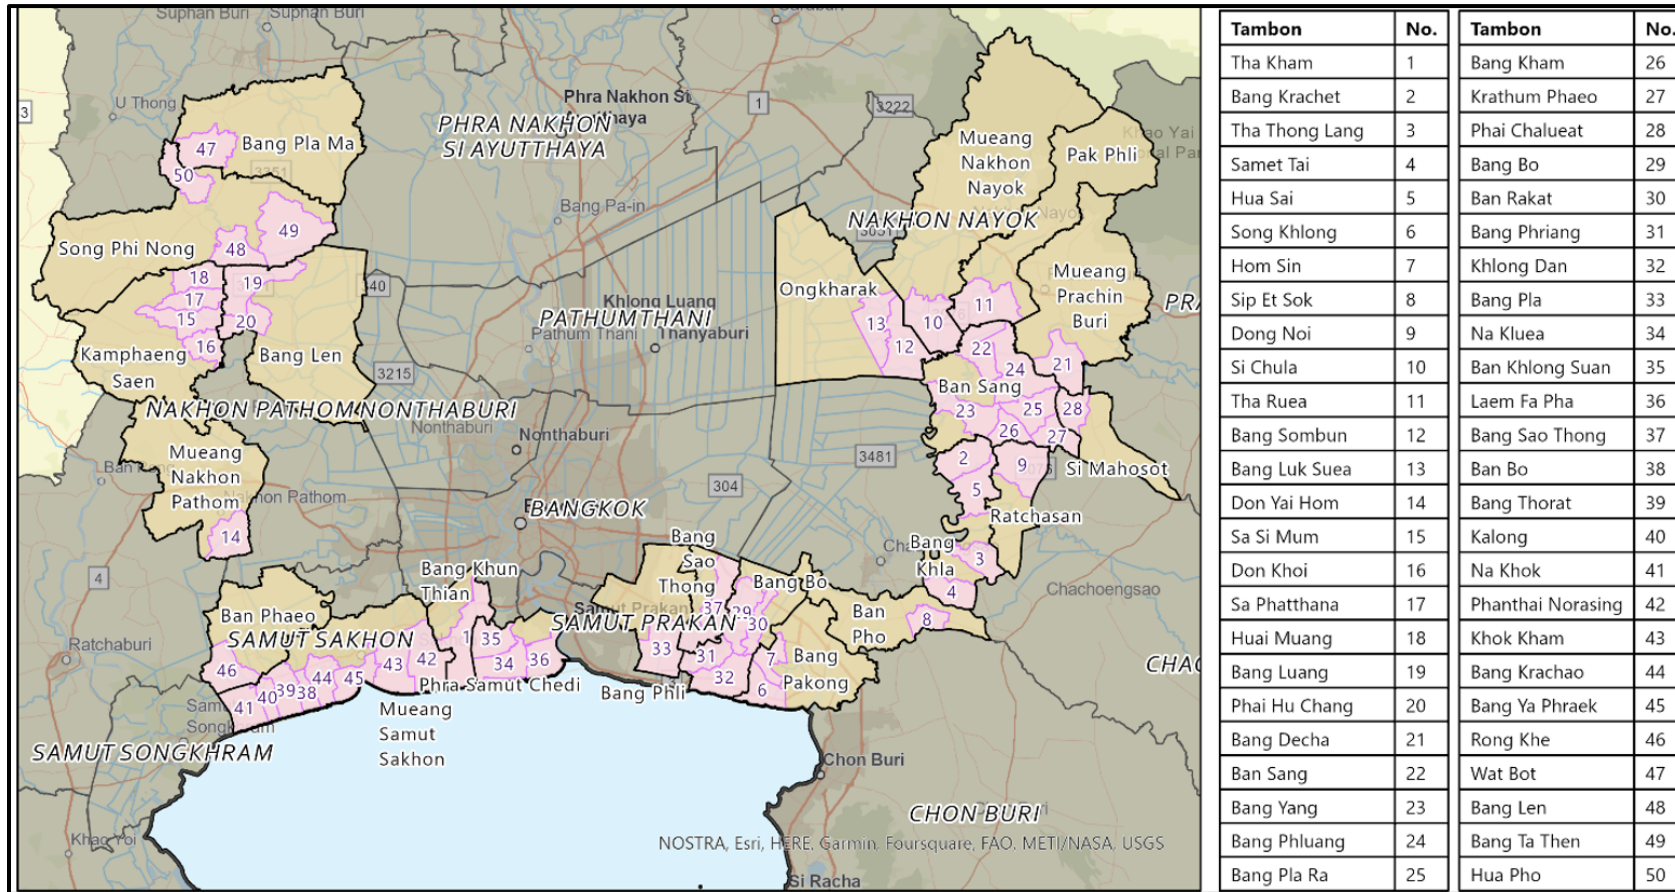 Suphan Buri
Suphan Buri
U Thong
Phra Nakhon Si
1
3222
PHRA NAKHON
SI AYUTTHAYA
Bang Pla Ma
3351
47
50
Mueang
Nakhon
Nayok
Pak Phli
Bang Pa-in
NAKHON NAYOK
Song Phi Nong
49
48
18
19
17
15
20
16
Kamphaeng
Saen
Bang Len
40
Khlong Luang
PATHUMTHANI
Pathum Thani
Thanyaburi
Ongkharak
Mueang
Prachin
Buri
11
13
10
12
22
21
24
Ban Sang
23
25
28
26
27
3215
NAKHON PATHOM
NONTHABURI
Nonthaburi
Nonthaburi
Mueang
Nakhon
Pathom
Nakhon Pathom
14
3481
304
2
9
5
Si Mahosot
Ratchasan
BANGKOK
4
Bang
Sao
Thong
Bang
Khla
3
4
Chachoengsao
Bang Khun
Thian
Bang Bo
Ban Phaeo
SAMUT SAKHON
Samut Prakan
SAMUT PRAKAN
37
29
30
Ban
Pho
8
Ratchaburi
1
35
34
36
33
31
32
7
6
Bang
Pakong
46
43
42
41
40
39
38
44
45
Phra Samut Chedi
Bang Phli
Mueang
Samut
Sakhon
SAMUT SONGKHRAM
Chon Buri
CHON BURI
NOSTRA, Esri, HERE, Garmin, Foursquare, FAO, METI/NASA, USGS
Si Racha
Tambon No. Tambon No.
Tha Kham 1 Bang Kham 26
Bang Krachet 2 Krathum Phaeo 27
Tha Thong Lang 3 Phai Chalueat 28
Samet Tai 4 Bang Bo 29
Hua Sai 5 Ban Rakat 30
Song Khlong 6 Bang Phriang 31
Hom Sin 7 Khlong Dan 32
Sip Et Sok 8 Bang Pla 33
Dong Noi 9 Na Kluea 34
Si Chula 10 Ban Khlong Suan 35
Tha Ruea 11 Laem Fa Pha 36
Bang Sombun 12 Bang Sao Thong 37
Bang Luk Suea 13 Ban Bo 38
Don Yai Hom 14 Bang Thorat 39
Sa Si Mum 15 Kalong 40
Don Khoi 16 Na Khok 41
Sa Phatthana 17 Phanthai Norasing 42
Huai Muang 18 Khok Kham 43
Bang Luang 19 Bang Krachao 44
Phai Hu Chang 20 Bang Ya Phraek 45
Bang Decha 21 Rong Khe 46
Ban Sang 22 Wat Bot 47
Bang Yang 23 Bang Len 48
Bang Phluang 24 Bang Ta Then 49
Bang Pla Ra 25 Hua Pho 50